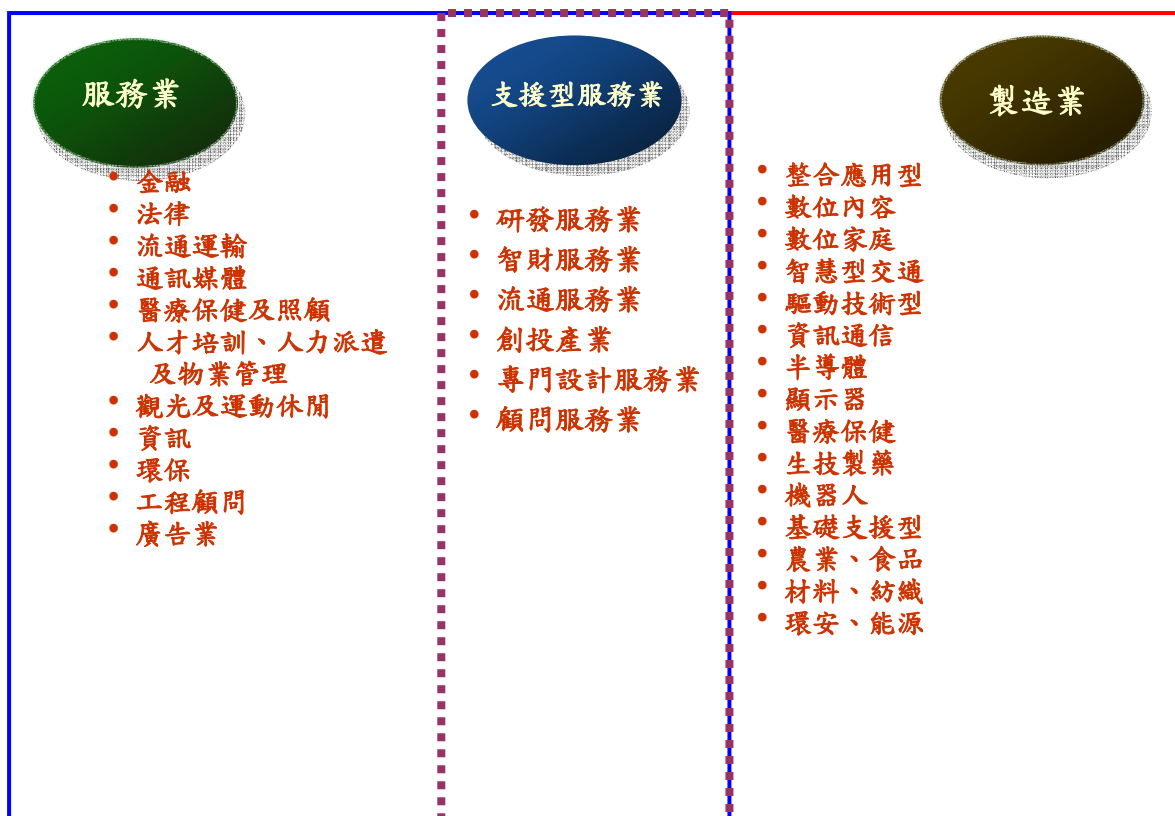 服務業
• 金融
• 法律
• 流通運輸
• 通訊媒體
• 醫療保健及照顧
• 人才培訓、人力派遣
及物業管理
• 觀光及運動休閒
• 資訊
• 環保
• 工程顧問
• 廣告業
支援型服務業
• 研發服務業
• 智財服務業
• 流通服務業
• 創投產業
• 專門設計服務業
• 顧問服務業
製造業
• 整合應用型
• 數位內容
• 數位家庭
• 智慧型交通
• 驅動技術型
• 資訊通信
• 半導體
• 顯示器
• 醫療保健
• 生技製藥
• 機器人
• 基礎支援型
• 農業、食品
• 材料、紡織
• 環安、能源